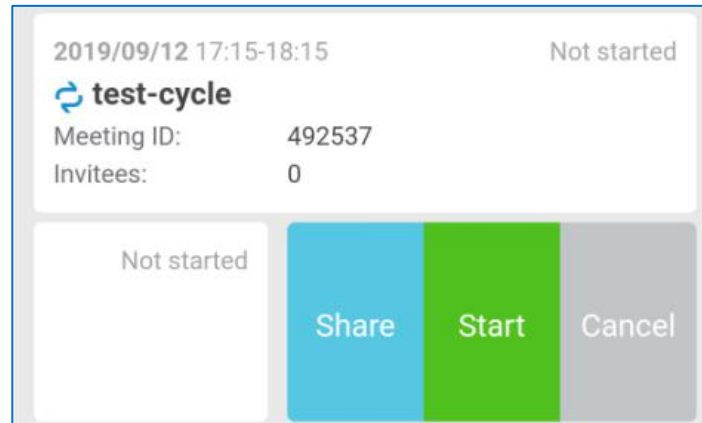 2019/09/12 17:15-18:15 Not started
test-cycle
Meeting ID: 492537
Invitees: 0
Not started
Share Start Cancel